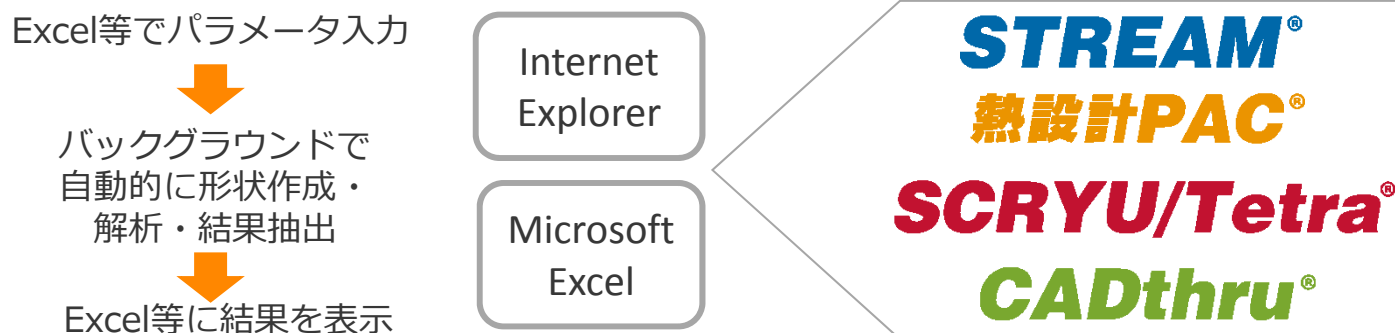 Excel等でパラメータ入力
バックグラウンドで
自動的に形状作成・
解析・結果抽出
Excel等に結果を表示
Internet
Explorer
Microsoft
Excel
STREAM®
熱設計PAC®
SCRYU/Tetra®
CADthru®